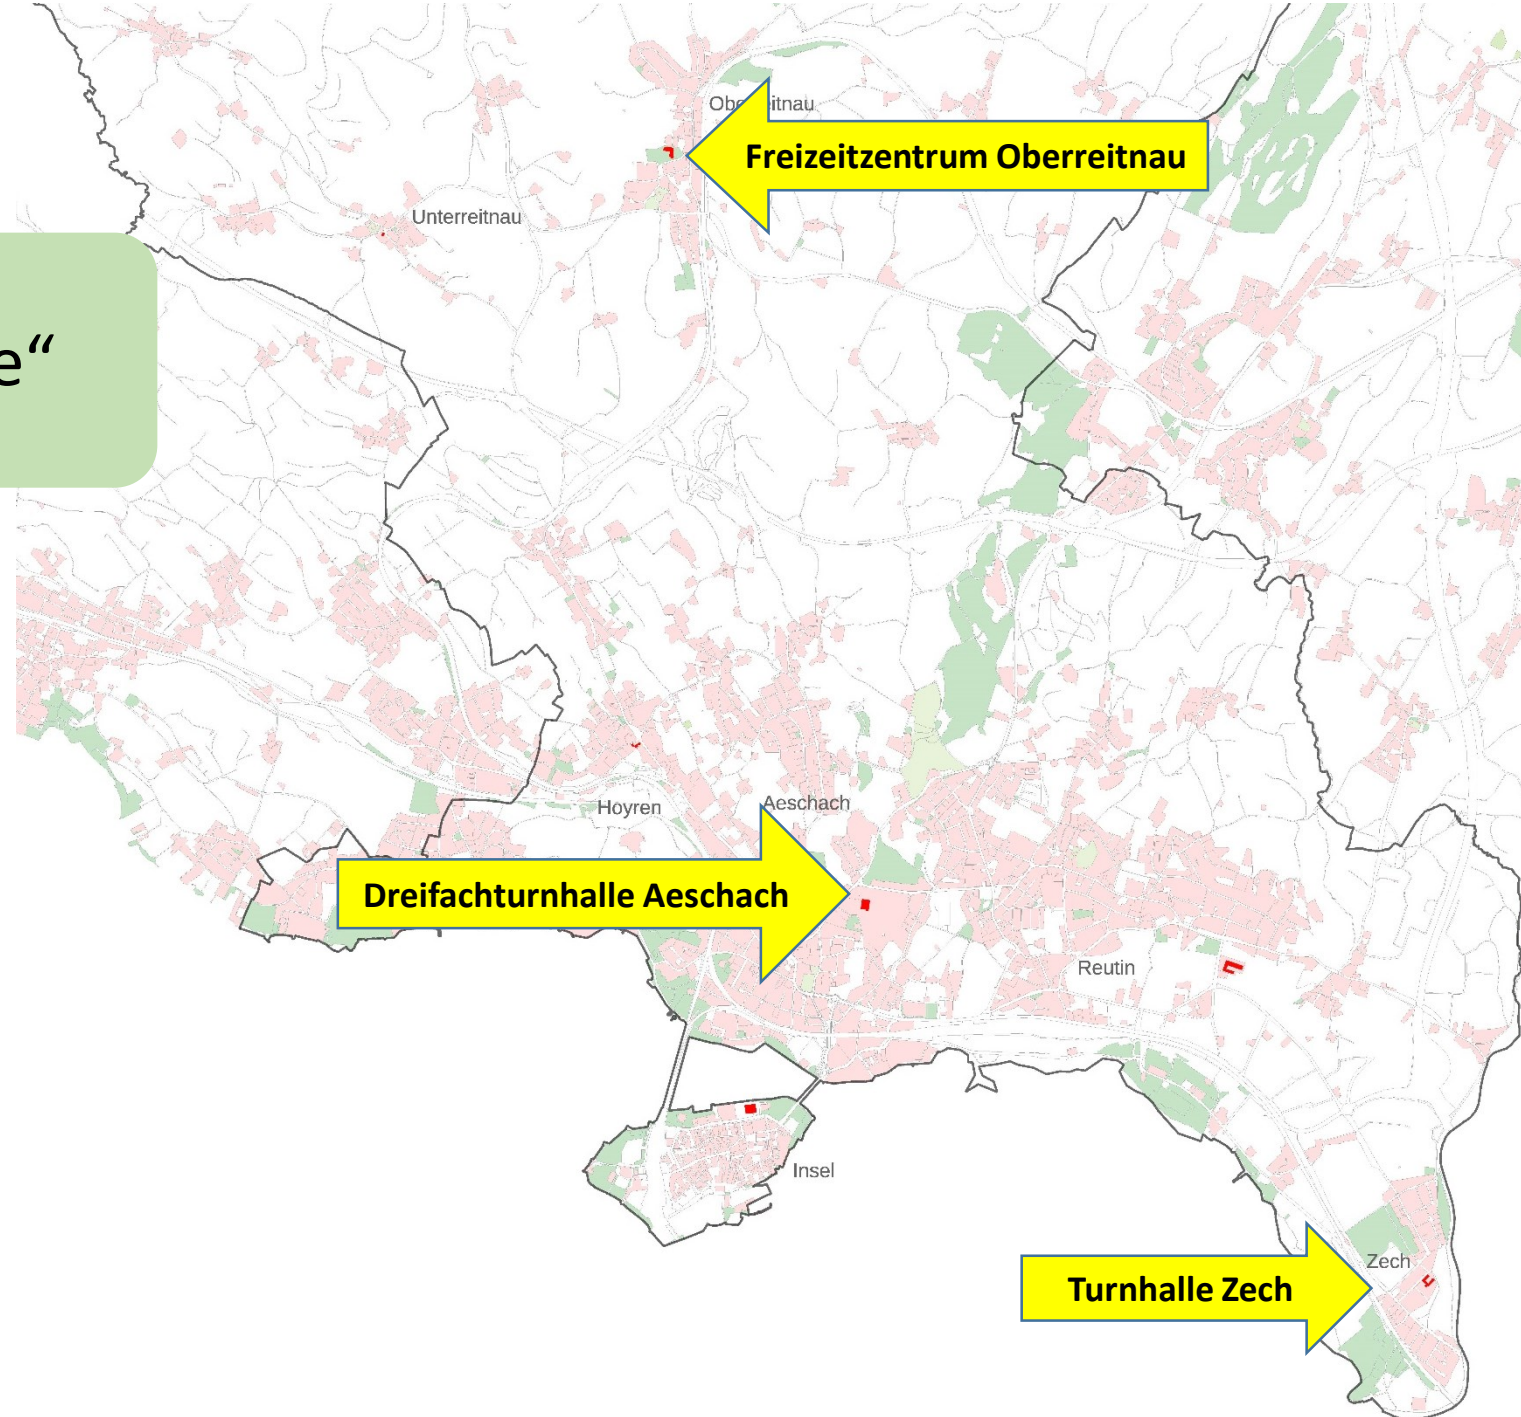 Freizeitzentrum Oberreitnau
Unterreitnau
e“
Hoyren
Aeschach
Dreifachturnhalle Aeschach
Reutin
Insel
Zech
Turnhalle Zech